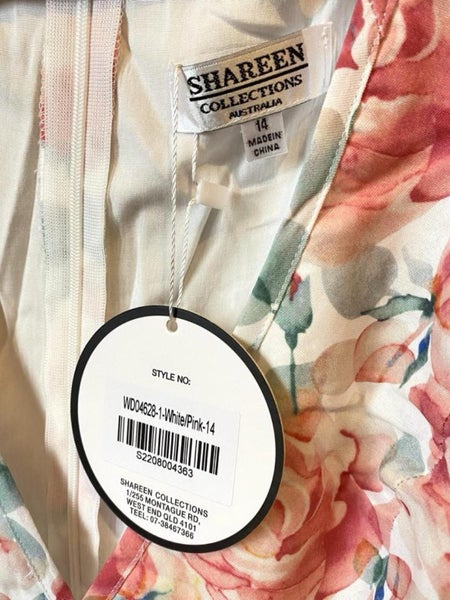 SHAREEN
COLLECTIONS
AUSTRALIA
14
MADE IN
CHINA
STYLE NO:
WD04628-1-White/Pink-14
S2208004363
SHAREEN COLLECTIONS
1/255 MONTAGUE RD,
WEST END QLD 4101
TEEL: 07-38467366